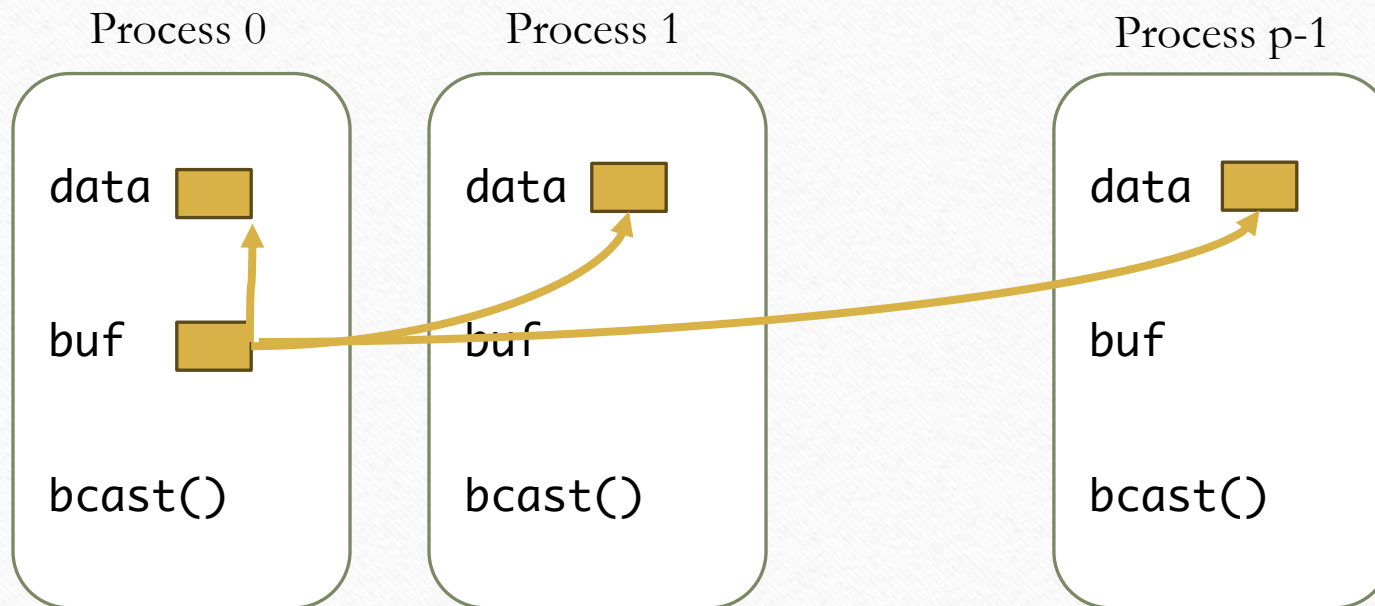 Process 0
data
buf
bcast()
Process 1
data
buf
bcast()
Process p-1
data
buf
bcast()